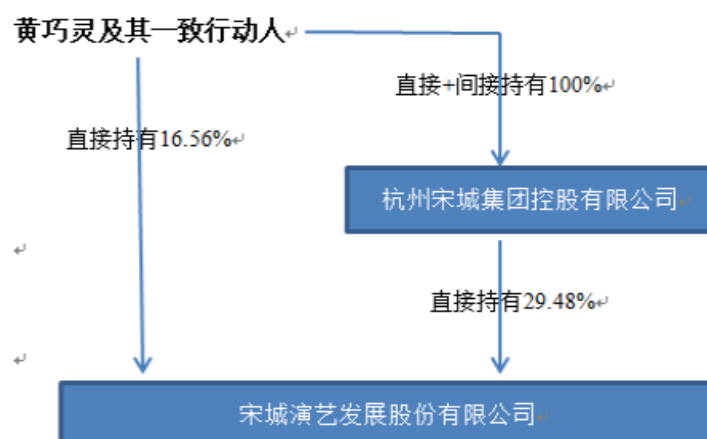 黄巧灵及其一致行动人
直接+间接持有100%
直接持有16.56%
杭州宋城集团控股有限公司
直接持有29.48%
宋城演艺发展股份有限公司